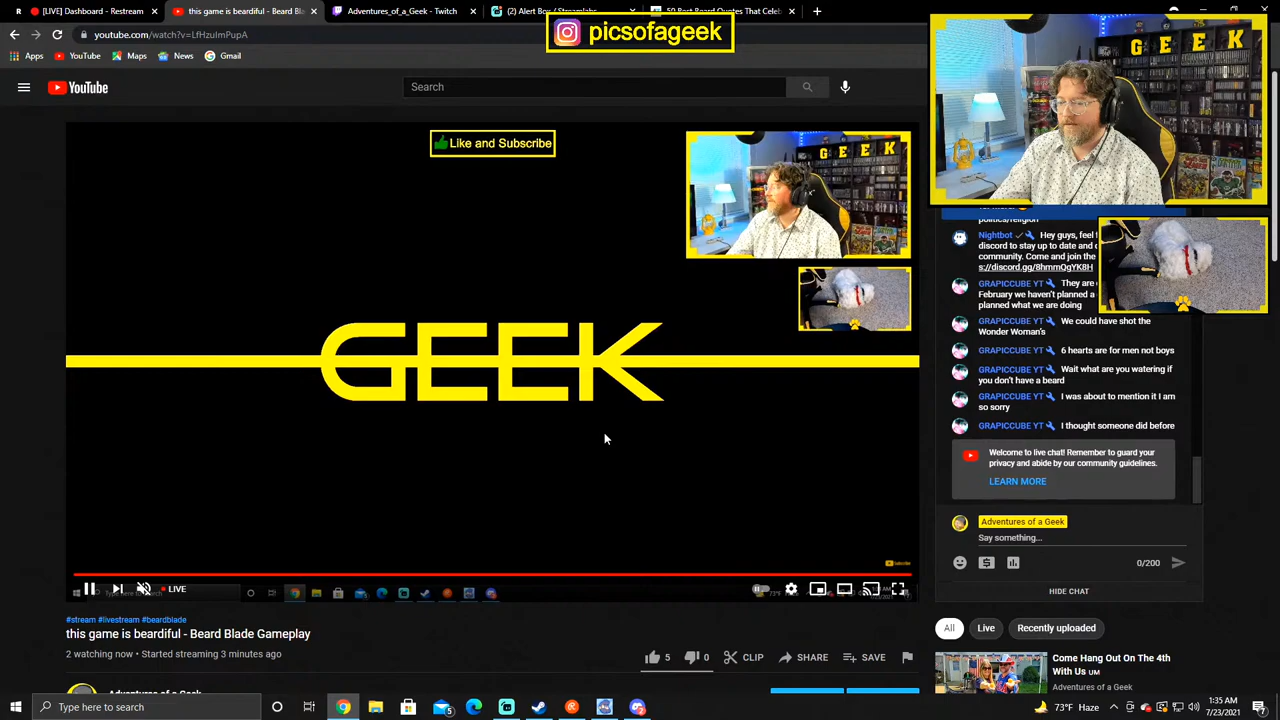 [LIVE] Dashboard - Restream
this game is beardiful - Beard Bla
Adventures_of_a_Geek - Twitch
(2) Alert Box / Streamlabs
50 Best Beard Quotes That Celeb
youtube.com/watch?v=LfHzuImPupA
Apps
YouTube
Maps
News
Gmail
picsofageek
YouTube
Search
Like and Subscribe
GEEK
GEEK
GEEK
politics/religion
Nightbot Hey guys, feel f
discord to stay up to date and
community. Come and join the
s://discord.gg/8hmmQgYK8H
GRAPICCUBE YT They are
February we haven't planned a
planned what we are doing
GRAPICCUBE YT We could have shot the
Wonder Woman's
GRAPICCUBE YT 6 hearts are for men not boys
GRAPICCUBE YT Wait what are you watering if
you don't have a beard
GRAPICCUBE YT I was about to mention it I am
so sorry
GRAPICCUBE YT I thought someone did before
Welcome to live chat! Remember to guard your
privacy and abide by our community guidelines.
LEARN MORE
Adventures of a Geek
Say something...
0/200
HIDE CHAT
Subscribe
LIVE
#stream #livestream #beardblade
this game is beardiful - Beard Blade Gameplay
2 watching now • Started streaming 3 minutes ago
5
0
CLIP
SHARE
SAVE
All
Live
Recently uploaded
Come Hang Out On The 4th
With Us UM
Adventures of a Geek
Adventures of a Geek
Type here to search
73°F Haze
1:35 AM
7/23/2021